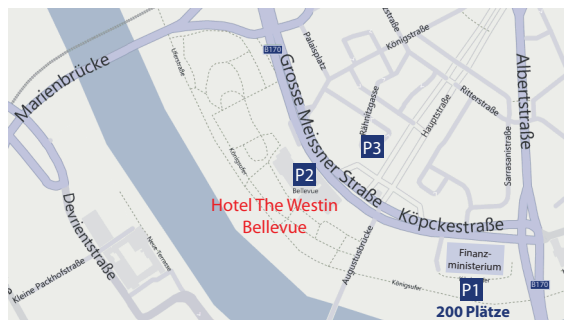 Marienbrücke
Uferstraße
B170
Palaisplatz
Königstraße
Grosse Meissner Straße
Rähnitzgasse
Hauptstraße
Ritterstraße
Albertstraße
Sarrasanistraße
P3
P2
Bellevue
Königsufer
Hotel The Westin
Bellevue
Köpckestraße
Augustusbrücke
Devrientstraße
Neue Terrasse
Kleine Packhofstraße
Finanz-
ministerium
Königsufer
B170
P1
200 Plätze